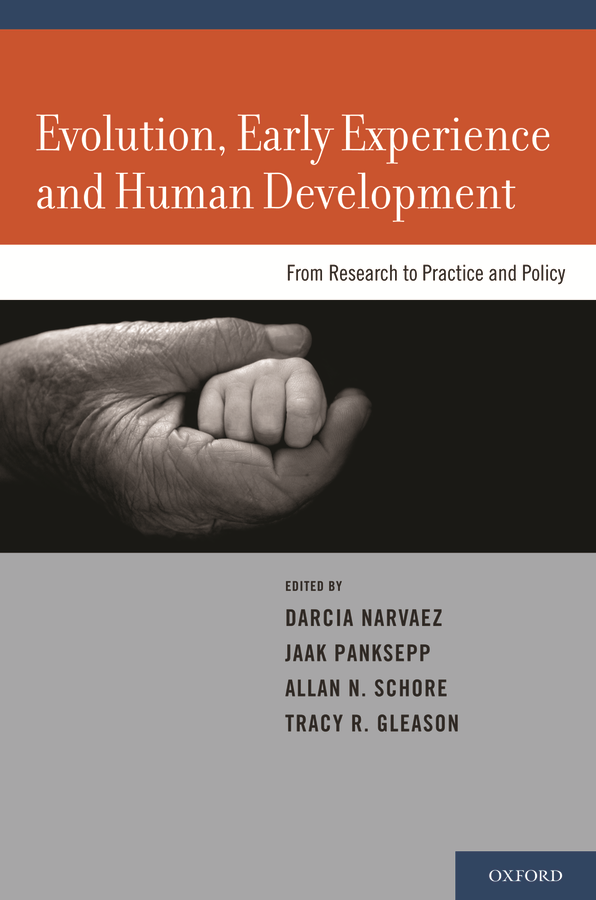 Evolution, Early Experience
and Human Development
From Research to Practice and Policy
EDITED BY
DARCIA NARVAEZ
JAAK PANKSEPP
ALLAN N. SCHORE
TRACY R. GLEASON
OXFORD